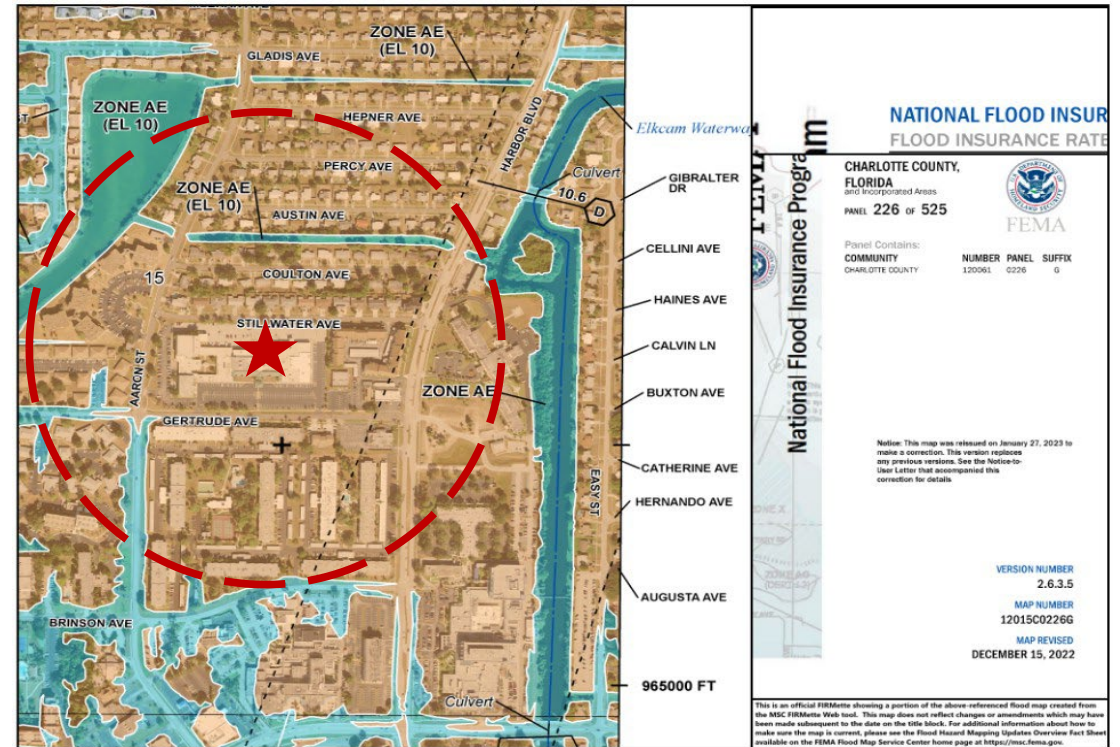 ZONE AE
(EL 10)
GLADIS AVE
ZONE AE
(EL 10)
HEPNER AVE
HARBOR BLVD
Elkcam Waterwa
PERCY AVE
Culvert
GIBRALTER
DR
ZONE AE
(EL 10)
10.6
D
AUSTIN AVE
CELLINI AVE
15
COULTON AVE
HAINES AVE
STILLWATER AVE
CALVIN LN
AARON ST
ZONE AE
BUXTON AVE
GERTRUDE AVE
CATHERINE AVE
EASY ST
HERNANDO AVE
AUGUSTA AVE
BRINSON AVE
965000 FT
Culvert
National Flood Insurance Progra
m
FEMA
NATIONAL FLOOD INSUR
FLOOD INSURANCE RATE
CHARLOTTE COUNTY,
FLORIDA
and Incorporated Areas
PANEL 226 OF 525
FEMA
Panel Contains:
COMMUNITY NUMBER PANEL SUFFIX
CHARLOTTE COUNTY 120061 0226 G
Notice: This map was reissued on January 27, 2023 to
make a correction. This version replaces
any previous versions. See the Notice-to-
User Letter that accompanied this
correction for details
VERSION NUMBER
2.6.3.5
MAP NUMBER
12015C0226G
MAP REVISED
DECEMBER 15, 2022
This is an official FIRMette showing a portion of the above-referenced flood map created from
the MSC FIRMette Web tool. This map does not reflect changes or amendments which may have
been made subsequent to the date on the title block. For additional information about how to
make sure the map is current, please see the Flood Hazard Mapping Updates Overview Fact Sheet
available on the FEMA Flood Map Service Center home page at https://msc.fema.gov.